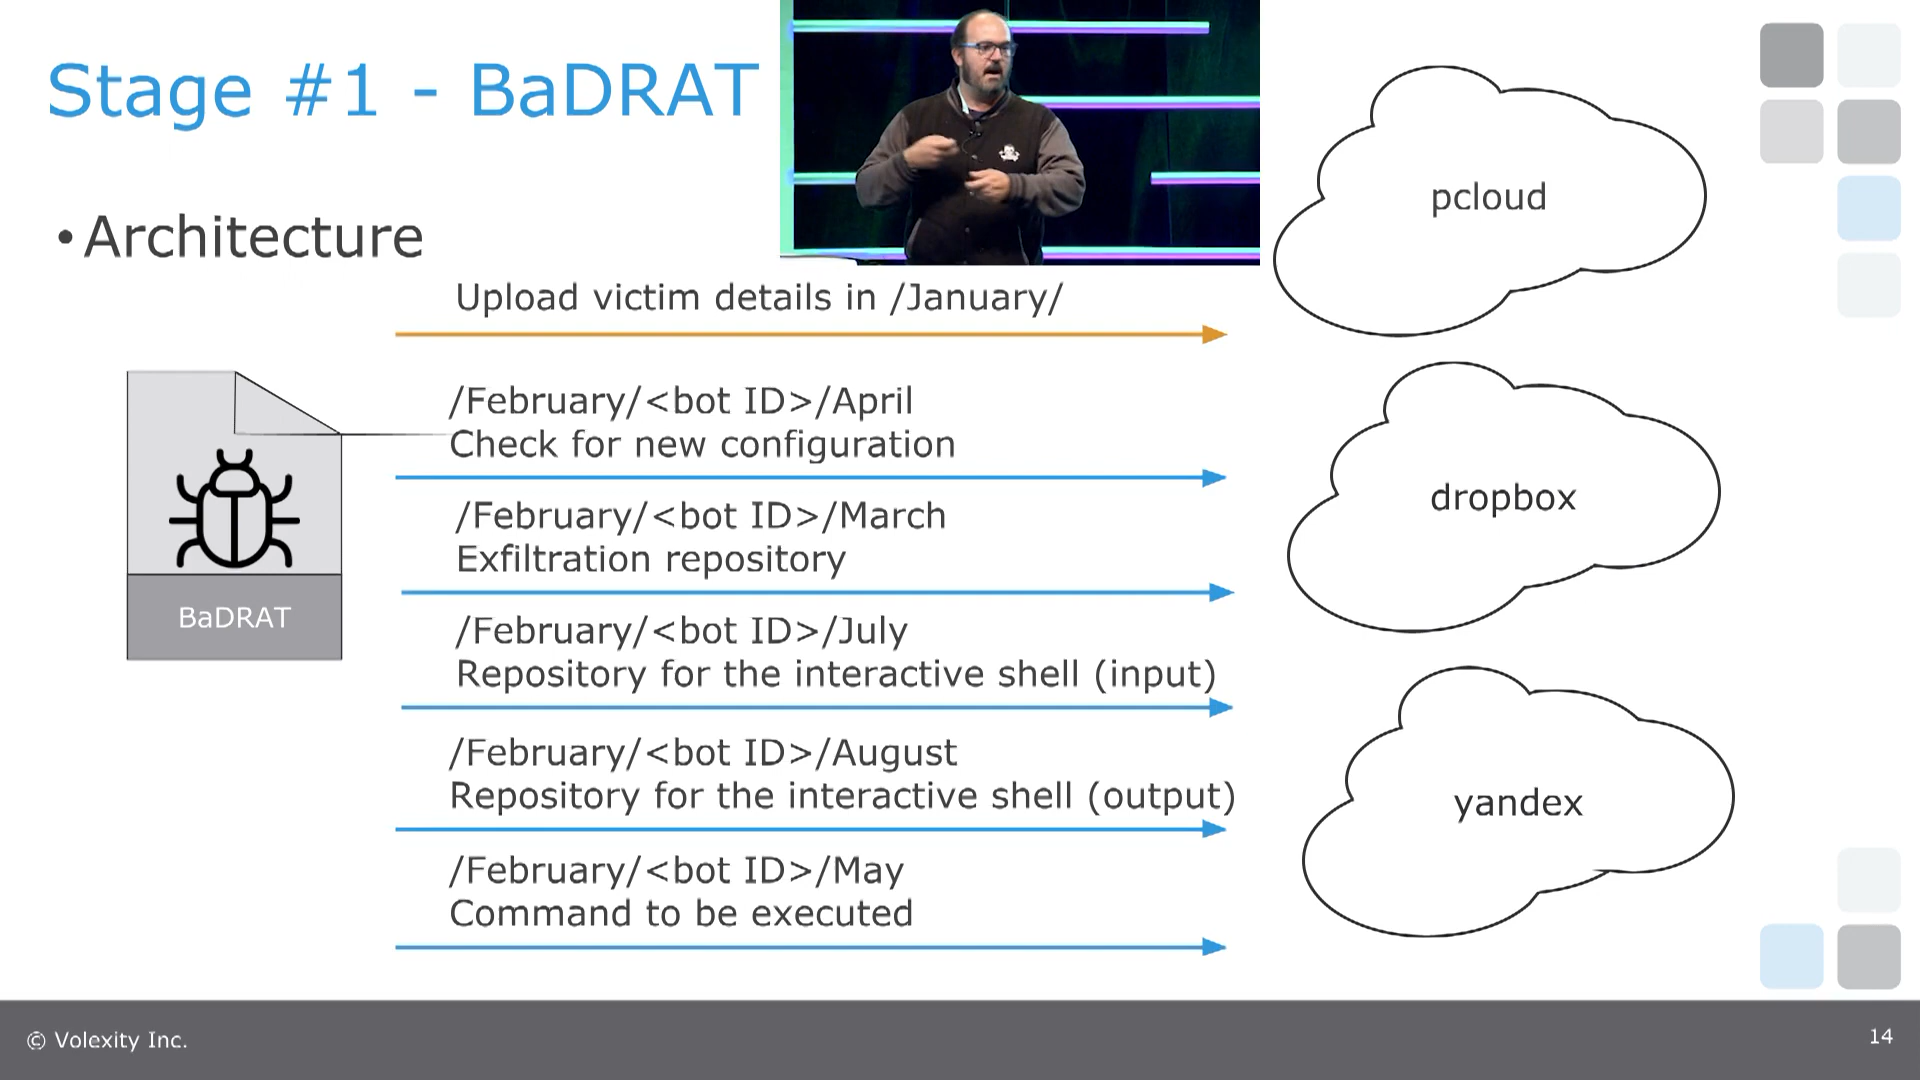 Stage #1 - BaDRAT
• Architecture
Upload victim details in /January/
/February/<bot ID>/April
Check for new configuration
/February/<bot ID>/March
Exfiltration repository
/February/<bot ID>/July
Repository for the interactive shell (input)
/February/<bot ID>/August
Repository for the interactive shell (output)
/February/<bot ID>/May
Command to be executed
BaDRAT
pcloud
dropbox
yandex
© Volexity Inc.
14